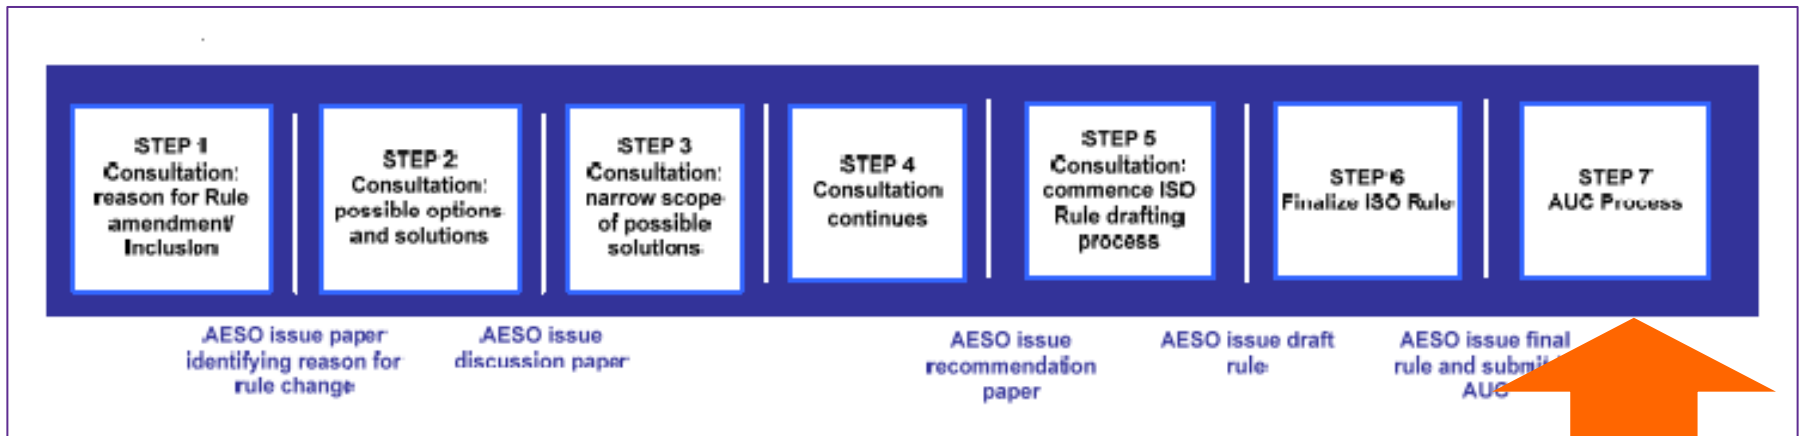 STEP 1
Consultation:
reason for Rule
amendment/
Inclusion
STEP 2
Consultation:
possible options
and solutions
STEP 3
Consultation:
narrow scope
of possible
solutions
STEP 4
Consultation
continues
STEP 5
Consultation:
commence ISO
Rule drafting
process
STEP 6
Finalize ISO Rule
STEP 7
AUC Process
AESO issue paper
identifying reason for
rule change
AESO issue
discussion paper
AESO issue
recommendation
paper
AESO issue draft
rule
AESO issue final
rule and submit
AUC